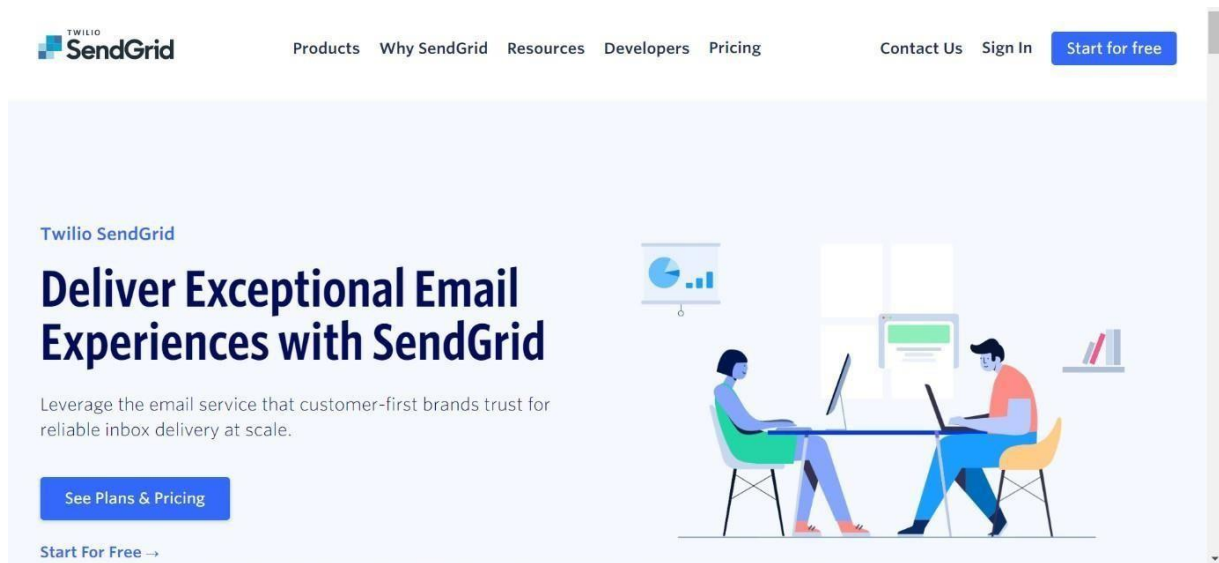 TWILIO
SendGrid
Products Why SendGrid Resources Developers Pricing Contact Us Sign In Start for free
Twilio SendGrid
Deliver Exceptional Email
Experiences with SendGrid
Leverage the email service that customer-first brands trust for
reliable inbox delivery at scale.
See Plans & Pricing
Start For Free →